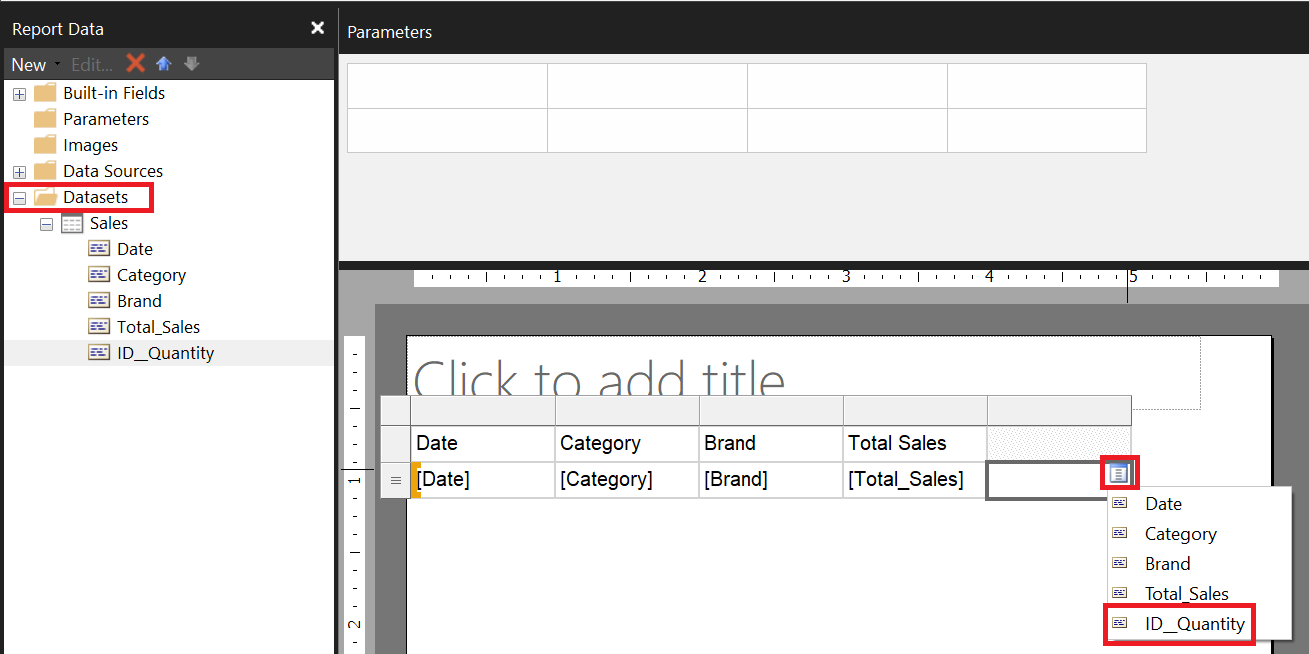 Report Data
New Edit...
Built-in Fields
Parameters
Images
Data Sources
Datasets
Sales
Date
Category
Brand
Total_Sales
ID__Quantity
Parameters
1 2 3 4 5
Click to add title
Date Category Brand Total Sales
[Date] [Category] [Brand] [Total_Sales]
1
2
Date
Category
Brand
Total_Sales
ID__Quantity